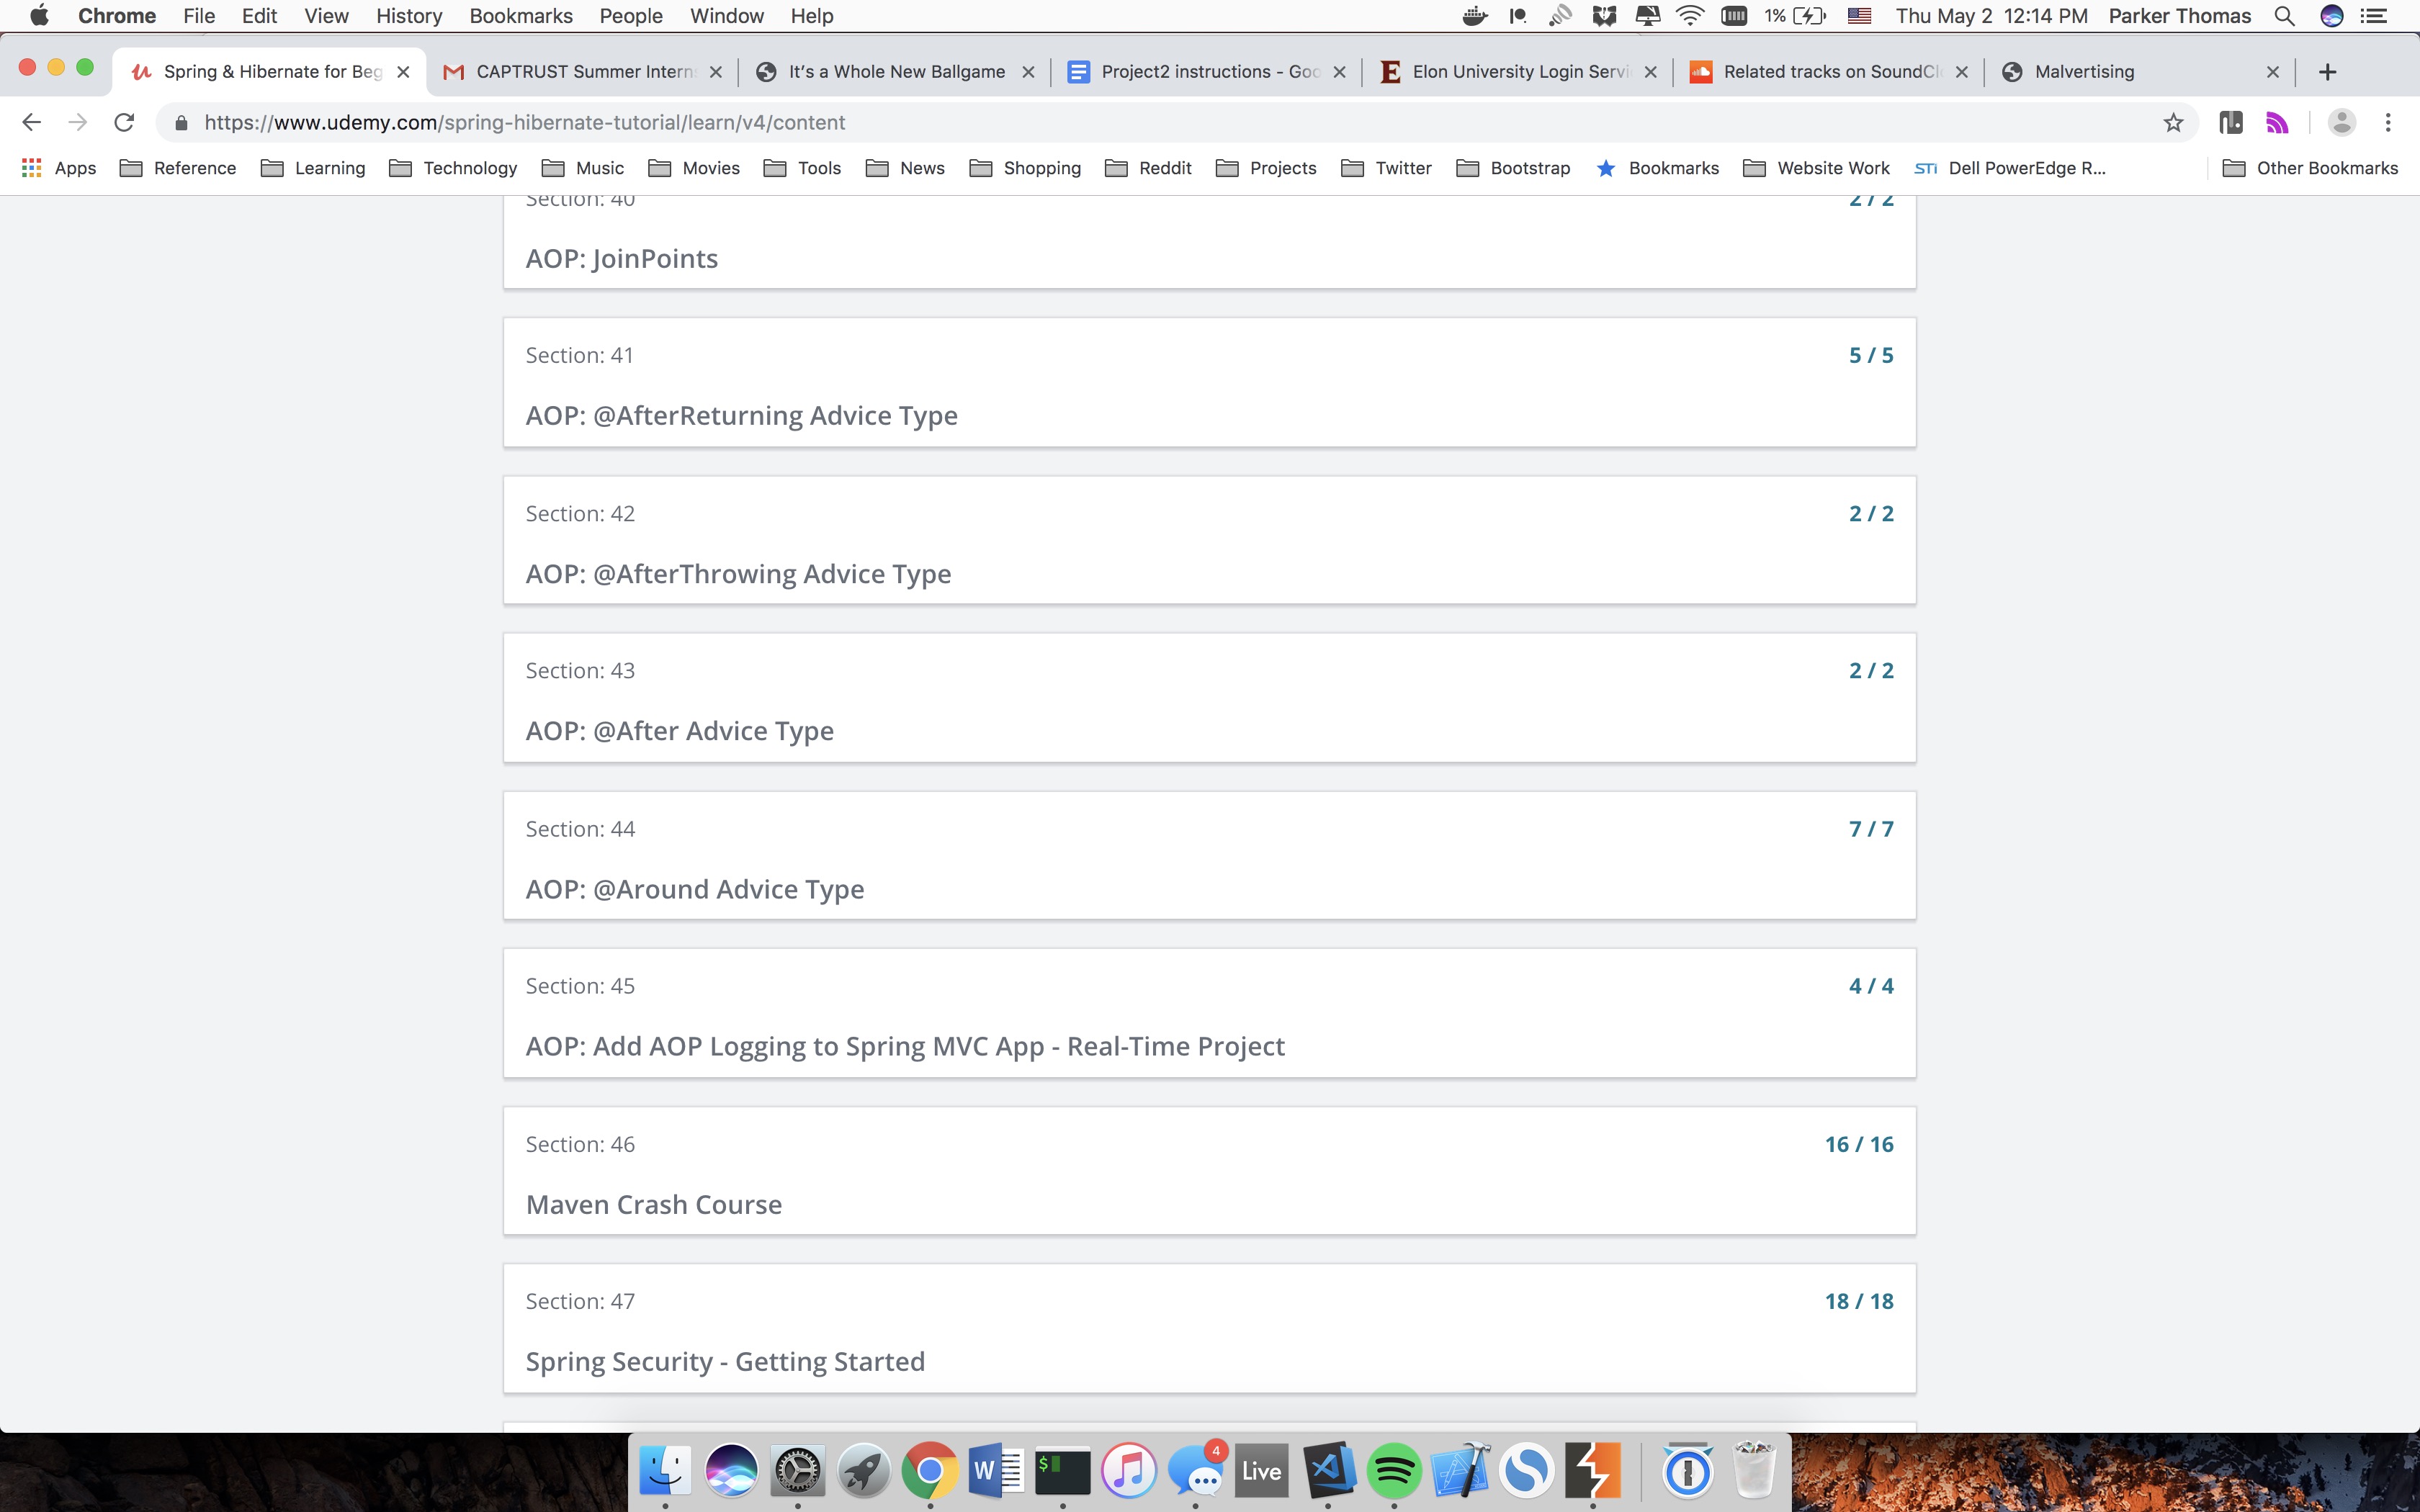 Chrome File Edit View History Bookmarks People Window Help 1% Thu May 2 12:14 PM Parker Thomas
Spring & Hibernate for Beg CAPTRUST Summer Intern It's a Whole New Ballgame Project2 instructions - Goo Elon University Login Servi Related tracks on SoundCl Malvertising
https://www.udemy.com/spring-hibernate-tutorial/learn/v4/content
Apps Reference Learning Technology Music Movies Tools News Shopping Reddit Projects Twitter Bootstrap Bookmarks Website Work STi Dell PowerEdge R... Other Bookmarks
Section: 40 2 / 2
AOP: JoinPoints
Section: 41 5 / 5
AOP: @AfterReturning Advice Type
Section: 42 2 / 2
AOP: @AfterThrowing Advice Type
Section: 43 2 / 2
AOP: @After Advice Type
Section: 44 7 / 7
AOP: @Around Advice Type
Section: 45 4 / 4
AOP: Add AOP Logging to Spring MVC App - Real-Time Project
Section: 46 16 / 16
Maven Crash Course
Section: 47 18 / 18
Spring Security - Getting Started
W $ 4 Live